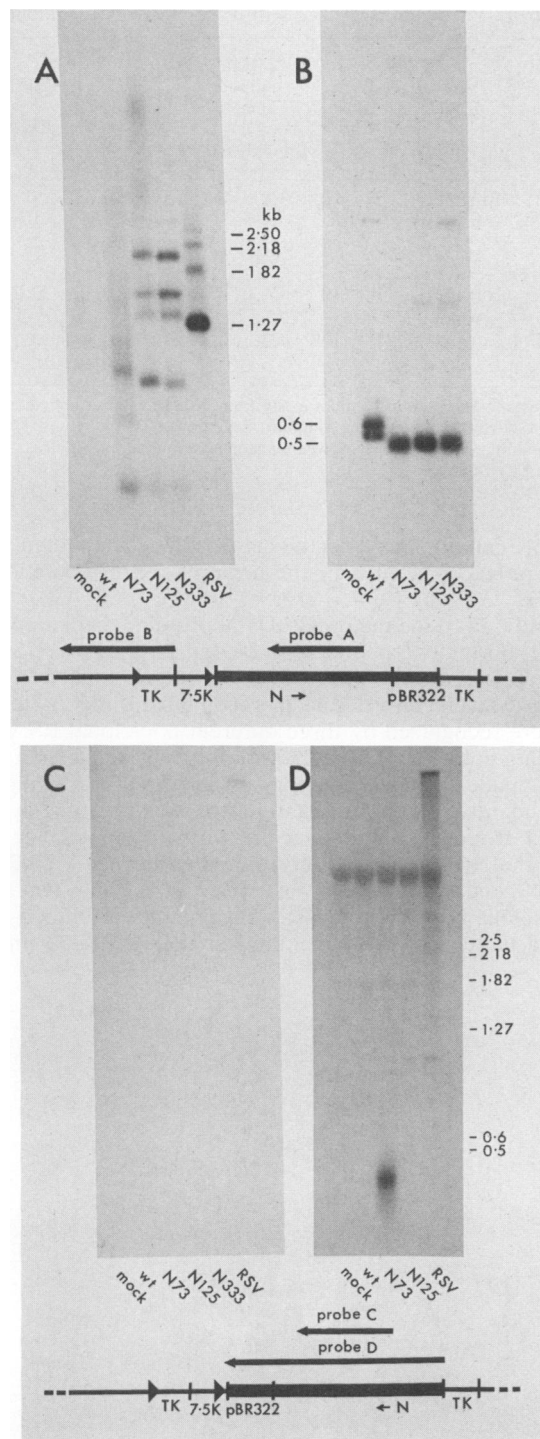 A
B
kb
2·50
2·18
1 82
1·27
0·6
0·5
mock
wt
N73
N125
N333
RSV
mock
wt
N73
N125
N333
probe B
probe A
TK
7·5K
N →
pBR322
TK
C
D
2·5
2 18
1·82
1·27
0·6
0·5
mock
wt
N73
N125
N333
RSV
mock
wt
N73
N125
RSV
probe C
probe D
TK
7·5K
pBR322
← N
TK